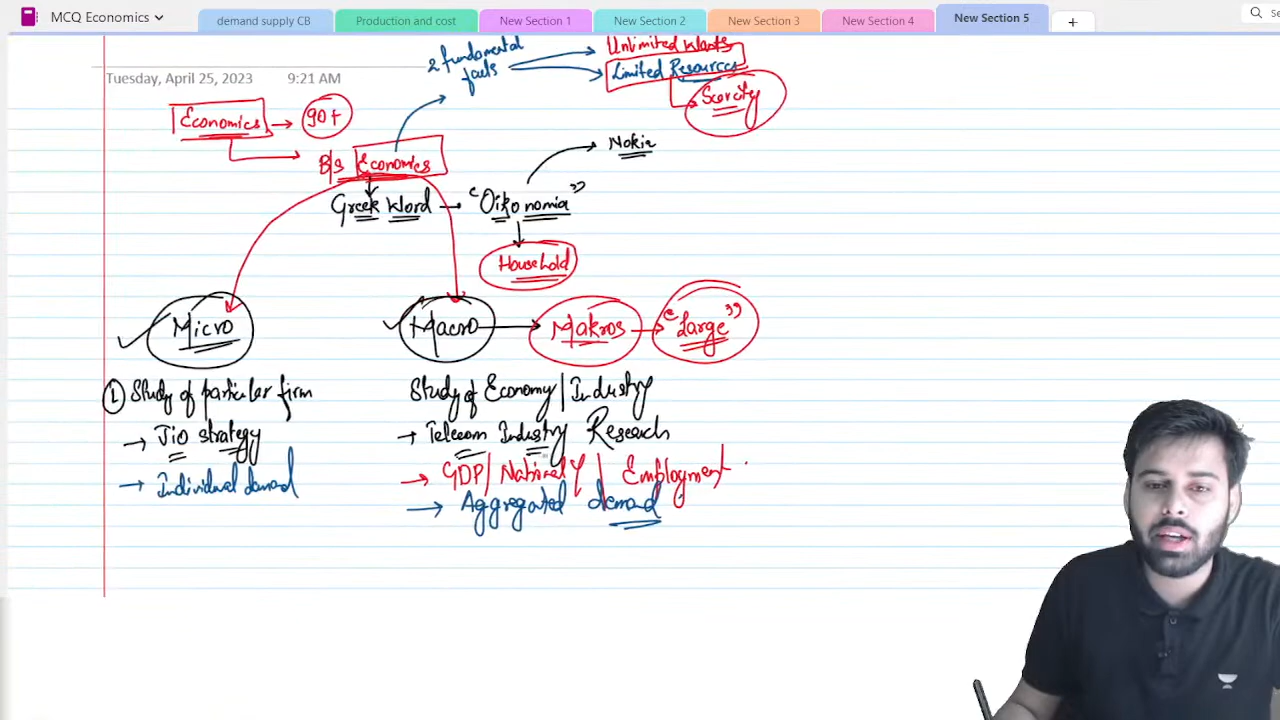 MCQ Economics
demand supply CB
Production and cost
New Section 1
New Section 2
New Section 3
New Section 4
New Section 5
+
Se
Tuesday, April 25, 2023 9:21 AM
2 fundamental
facts
Unlimited Wants
Limited Resources
Scarcity
Economics → 90+
B/s Economics
Nokia
Greek Word → "Oikonomia"
Household
Micro
Macro → Makros → "Large"
① Study of particular firm
→ Jio strategy
→ Individual demand
Study of Economy/Industry
→ Telecom Industry Research
→ GDP/National Y / Employment
→ Aggregated demand